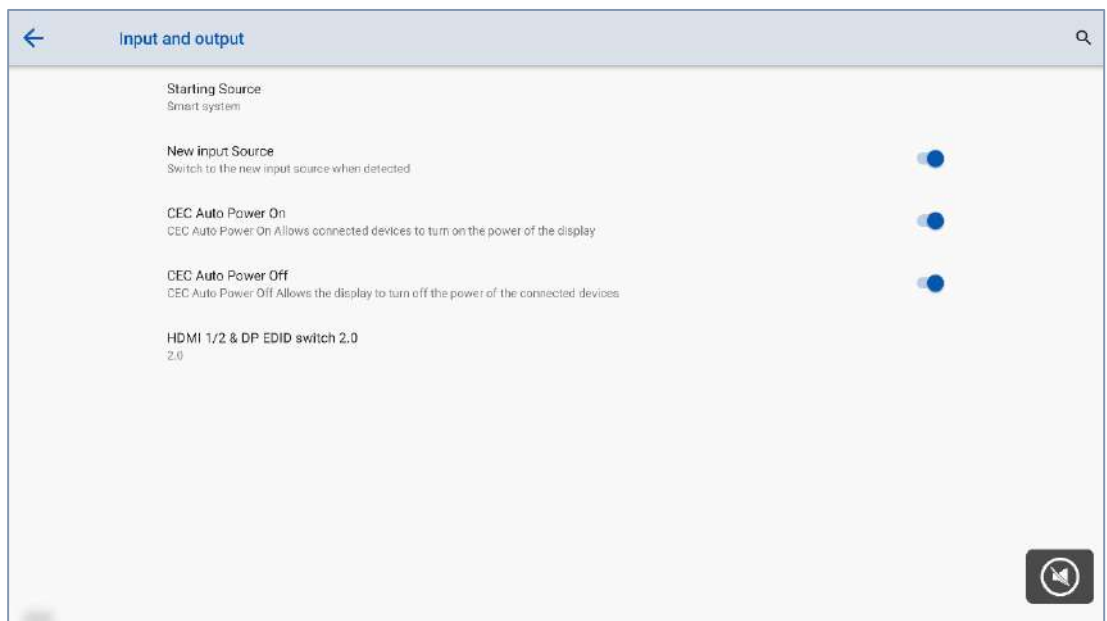 Input and output
Starting Source
Smart system
New input Source
Switch to the new input source when detected
CEC Auto Power On
CEC Auto Power On Allows connected devices to turn on the power of the display
CEC Auto Power Off
CEC Auto Power Off Allows the display to turn off the power of the connected devices
HDMI 1/2 & DP EDID switch 2.0
2.0